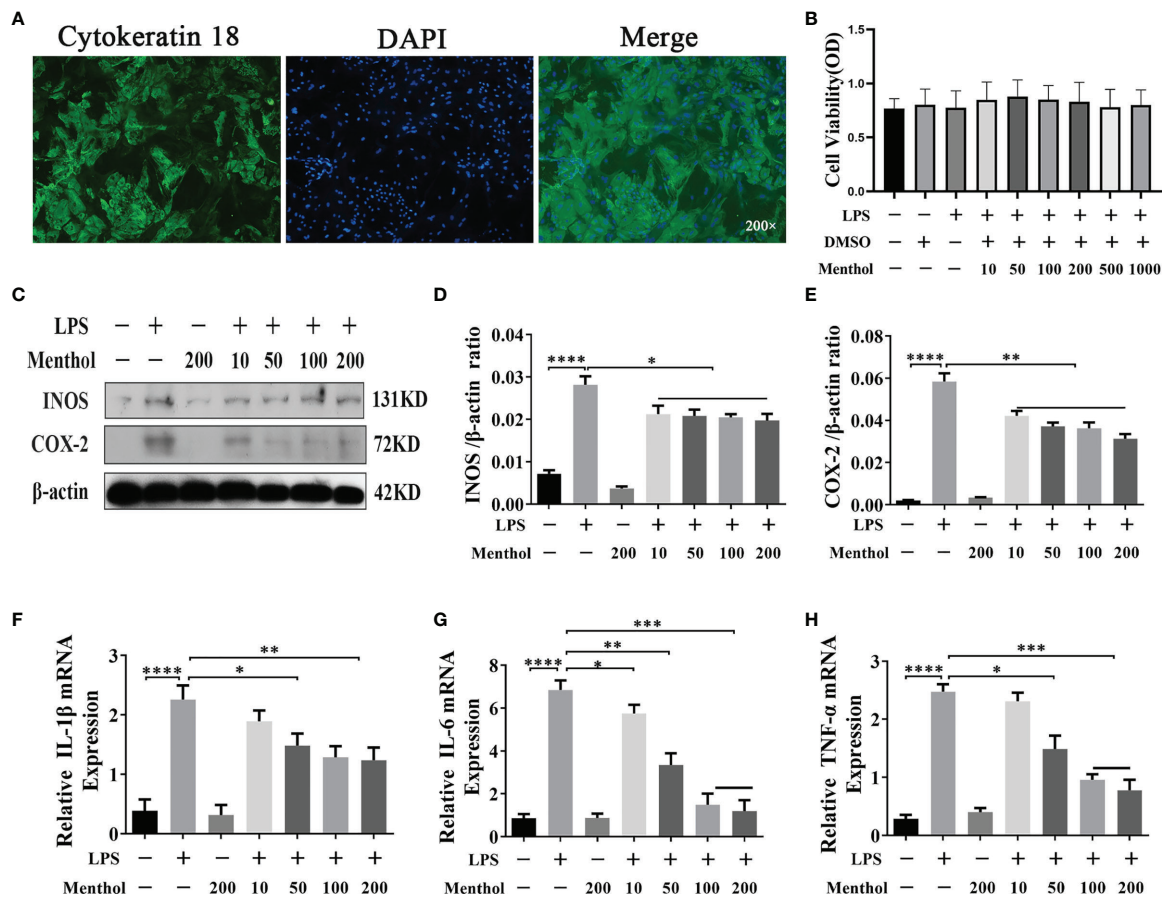 A
Cytokeratin 18 DAPI Merge
200×
B
Cell Viability(OD)
1.5
1.0
0.5
0.0
LPS − − + + + + + + +
DMSO − + − + + + + + +
Menthol − − − 10 50 100 200 500 1000
C
LPS − + − + + + +
Menthol − − 200 10 50 100 200
INOS 131KD
COX-2 72KD
β-actin 42KD
D
INOS /β-actin ratio
0.04
0.03
0.02
0.01
0.00
**** *
LPS − + − + + + +
Menthol − − 200 10 50 100 200
E
COX-2 /β-actin ratio
0.08
0.06
0.04
0.02
0.00
**** **
LPS − + − + + + +
Menthol − − 200 10 50 100 200
F
Relative IL-1β mRNA
Expression
3
2
1
0
**
**** *
LPS − + − + + + +
Menthol − − 200 10 50 100 200
G
Relative IL-6 mRNA
Expression
8
6
4
2
0
***
**
**** *
LPS − + − + + + +
Menthol − − 200 10 50 100 200
H
Relative TNF-α mRNA
Expression
3
2
1
0
***
**** *
LPS − + − + + + +
Menthol − − 200 10 50 100 200